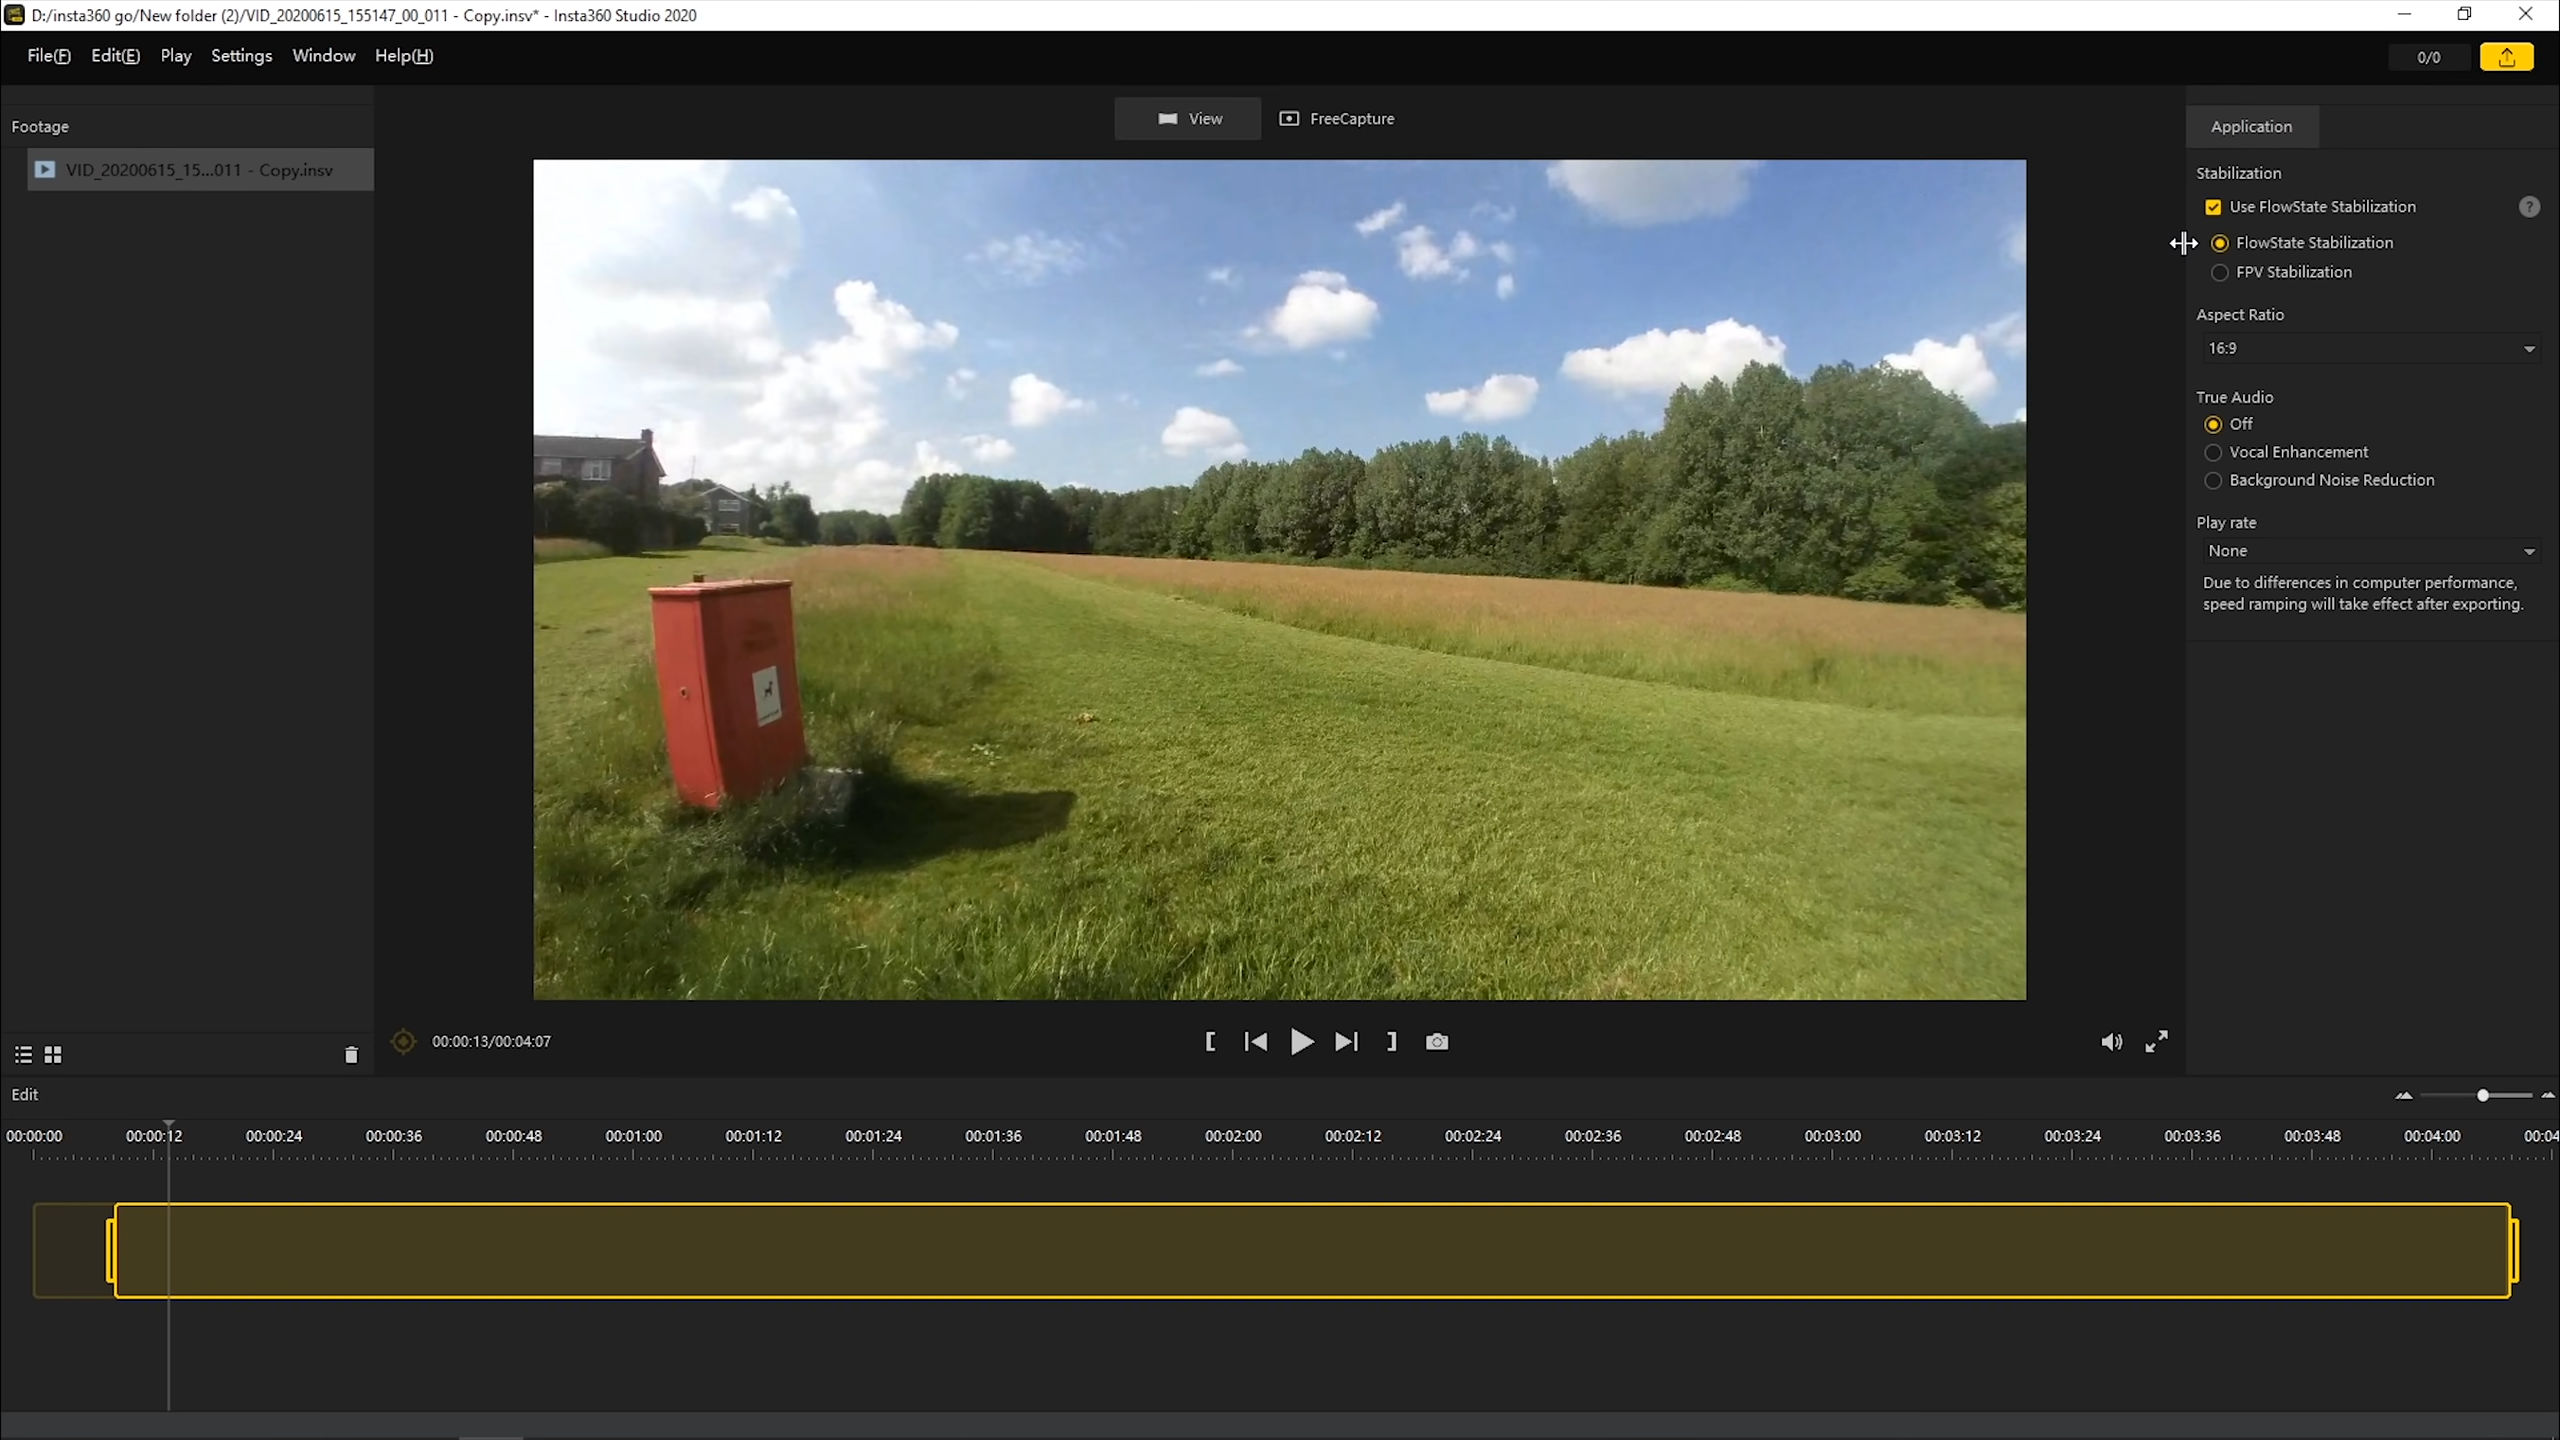 D:/insta360 go/New folder (2)/VID_20200615_155147_00_011 - Copy.insv* - Insta360 Studio 2020
File(F) Edit(E) Play Settings Window Help(H)
0/0
Footage
VID_20200615_15...011 - Copy.insv
View FreeCapture
Application
Stabilization
Use FlowState Stabilization ?
FlowState Stabilization
FPV Stabilization
Aspect Ratio
16:9
True Audio
Off
Vocal Enhancement
Background Noise Reduction
Play rate
None
Due to differences in computer performance,
speed ramping will take effect after exporting.
00:00:13/00:04:07
Edit
00:00:00 00:00:12 00:00:24 00:00:36 00:00:48 00:01:00 00:01:12 00:01:24 00:01:36 00:01:48 00:02:00 00:02:12 00:02:24 00:02:36 00:02:48 00:03:00 00:03:12 00:03:24 00:03:36 00:03:48 00:04:00 00:04